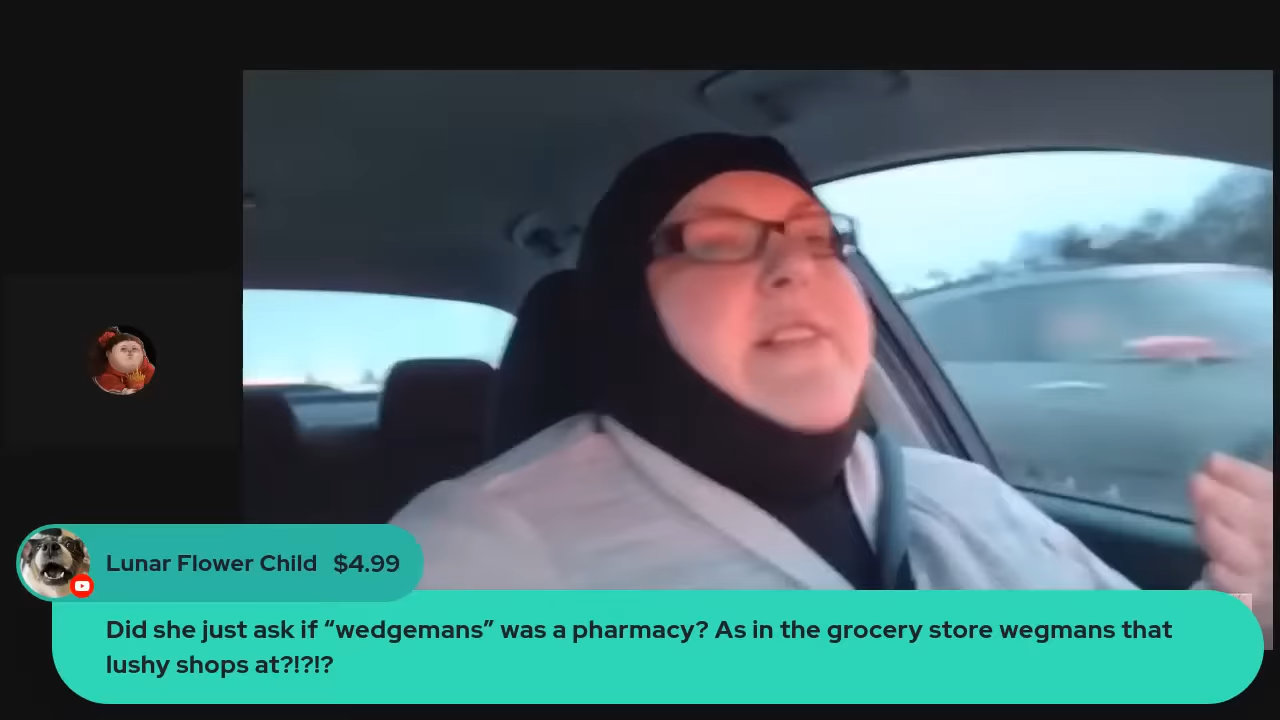 Lunar Flower Child $4.99
Did she just ask if “wedgemans” was a pharmacy? As in the grocery store wegmans that
lushy shops at?!?!?